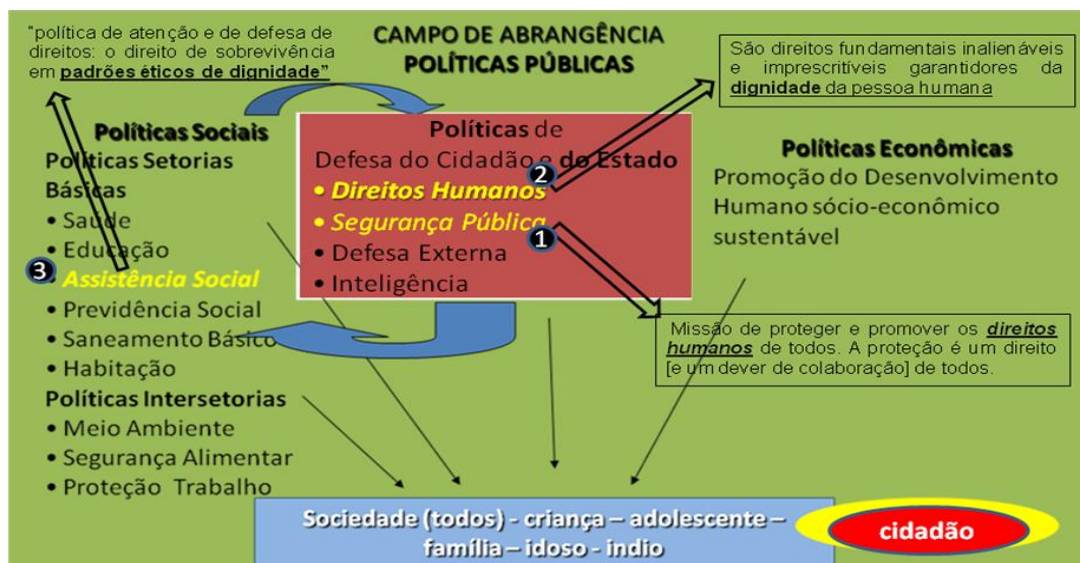 "política de atenção e de defesa de
direitos: o direito de sobrevivência
em padrões éticos de dignidade"
CAMPO DE ABRANGÊNCIA
POLÍTICAS PÚBLICAS
São direitos fundamentais inalienáveis
e imprescritíveis garantidores da
dignidade da pessoa humana
Políticas Sociais
Políticas Setorias
Básicas
• Saúde
• Educação
3
• Assistência Social
• Previdência Social
• Saneamento Básico
• Habitação
Políticas Intersetorias
• Meio Ambiente
• Segurança Alimentar
• Proteção Trabalho
Políticas de
Defesa do Cidadão e do Estado
2
• Direitos Humanos
• Segurança Pública
1
• Defesa Externa
• Inteligência
Políticas Econômicas
Promoção do Desenvolvimento
Humano sócio-econômico
sustentável
Missão de proteger e promover os direitos
humanos de todos. A proteção é um direito
[e um dever de colaboração] de todos.
Sociedade (todos) - criança – adolescente –
família – idoso - indio
cidadão